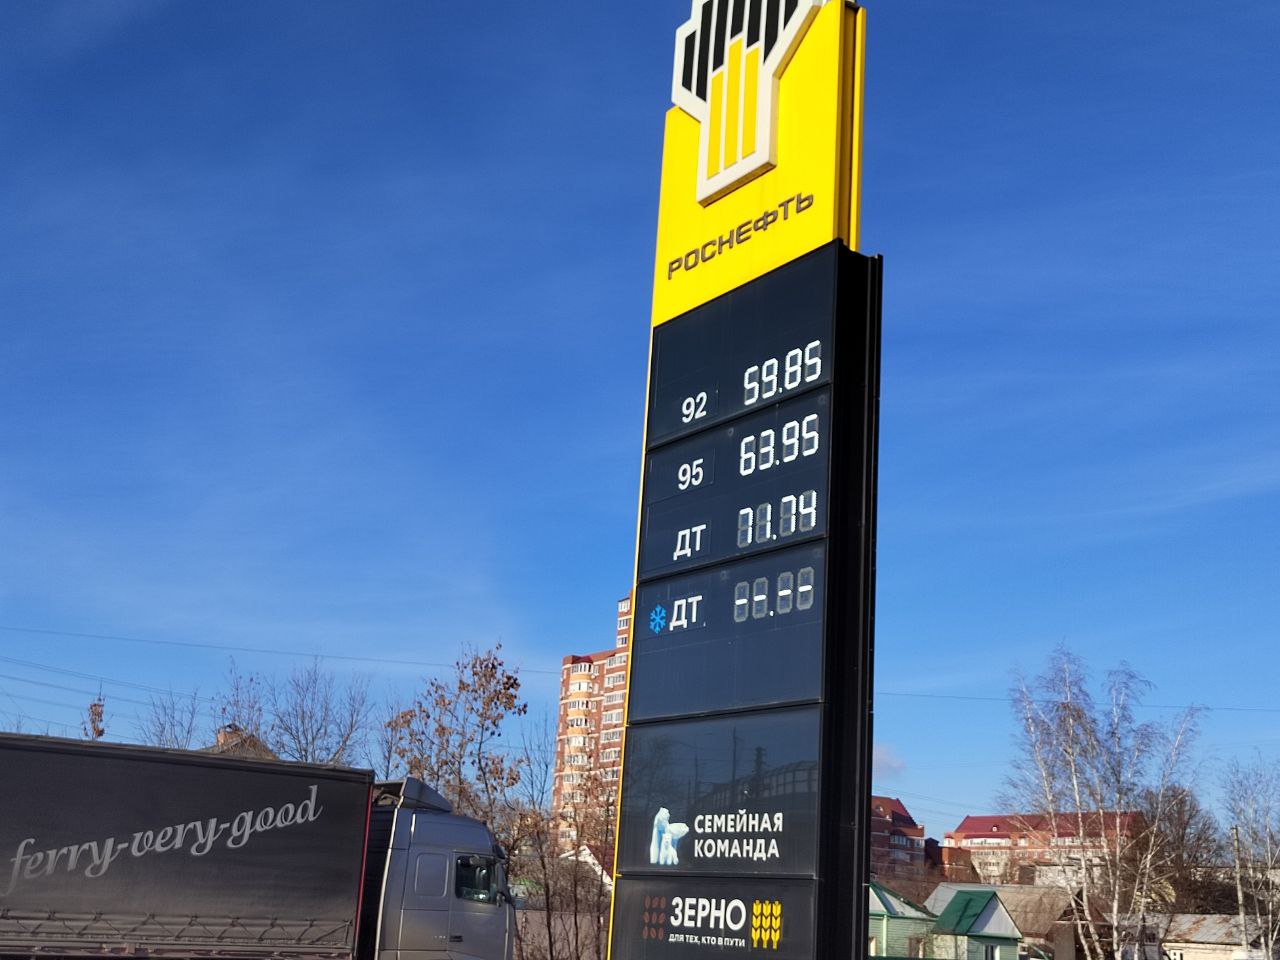 РОСНЕФТЬ
92 59.85
95 63.95
ДТ 71.74
ДТ --.--
СЕМЕЙНАЯ
КОМАНДА
ЗЕРНО
ДЛЯ ТЕХ, КТО В ПУТИ
ferry-very-good